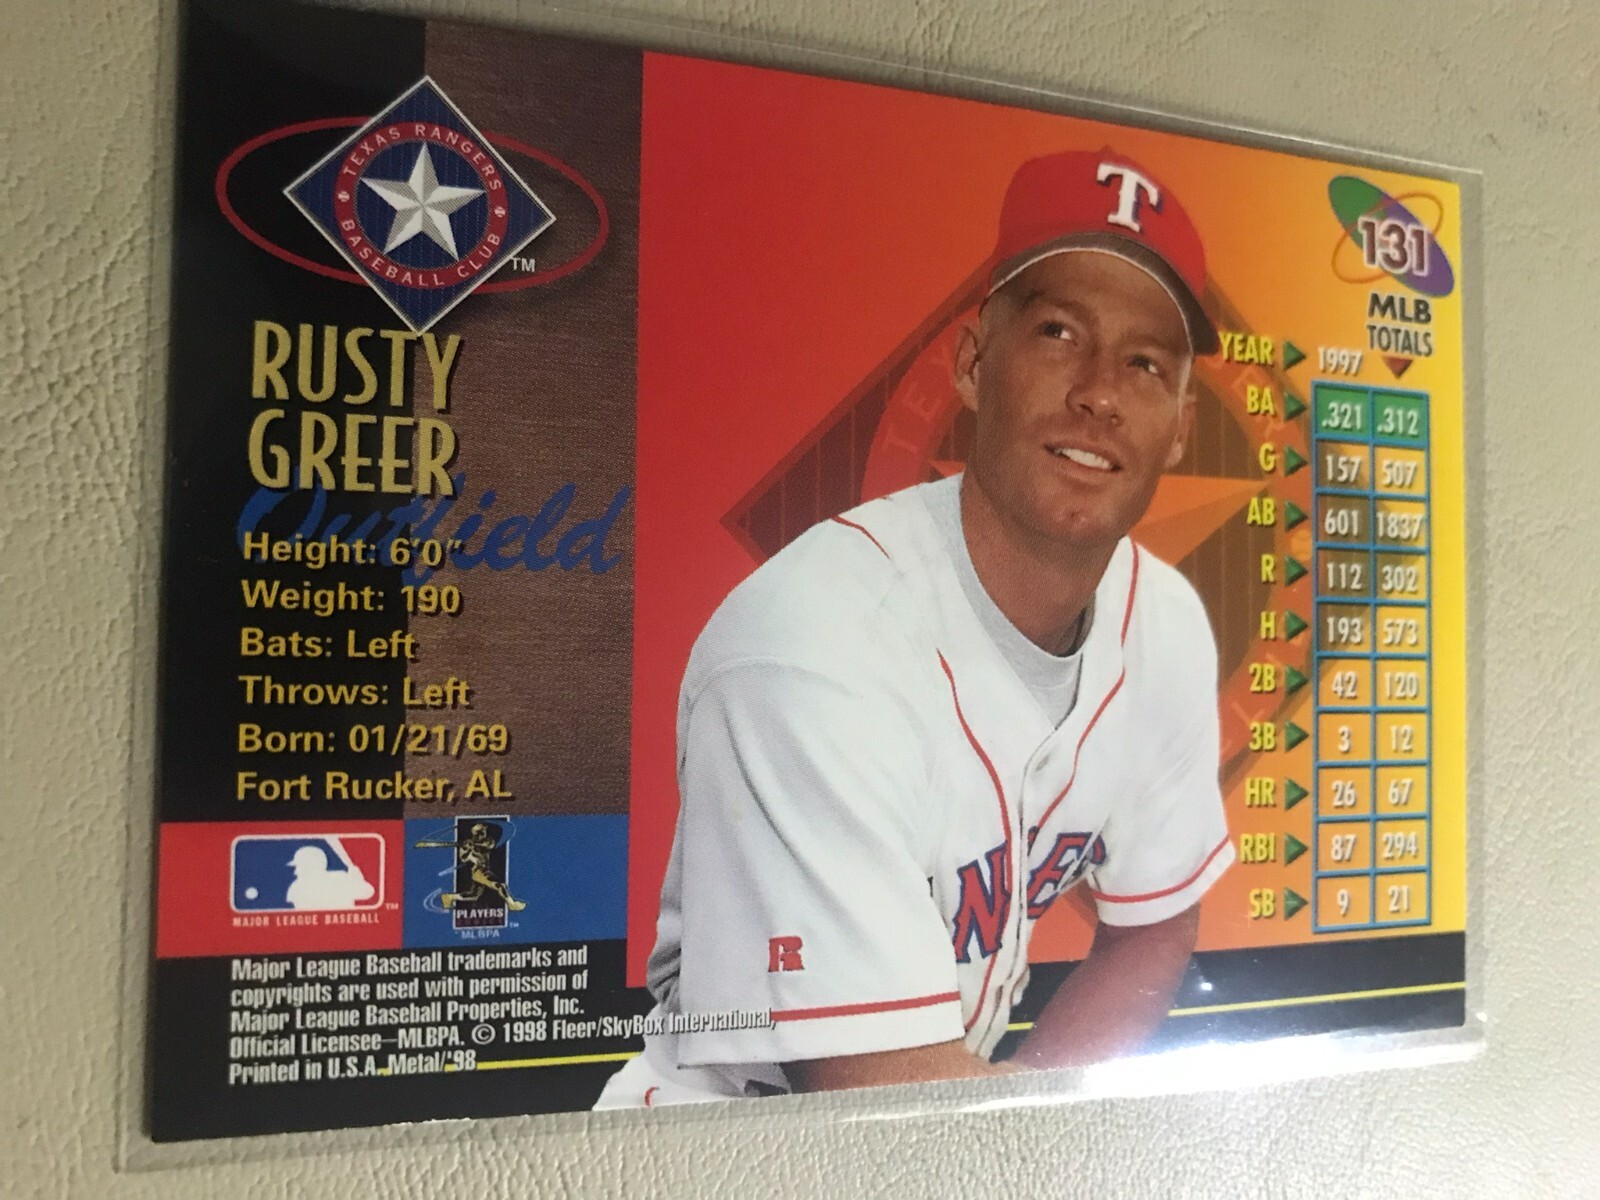 TEXAS RANGERS
BASEBALL CLUB
TM
RUSTY
GREER
Outfield
Height: 6'0"
Weight: 190
Bats: Left
Throws: Left
Born: 01/21/69
Fort Rucker, AL
MAJOR LEAGUE BASEBALL TM
PLAYERS
CHOICE
MLBPA
TM
Major League Baseball trademarks and
copyrights are used with permission of
Major League Baseball Properties, Inc.
Official Licensee—MLBPA. © 1998 Fleer/SkyBox International,
Printed in U.S.A. Metal/'98
T
R
131
MLB
TOTALS
YEAR 1997
BA .321 .312
G 157 507
AB 601 1837
R 112 302
H 193 573
2B 42 120
3B 3 12
HR 26 67
RBI 87 294
SB 9 21